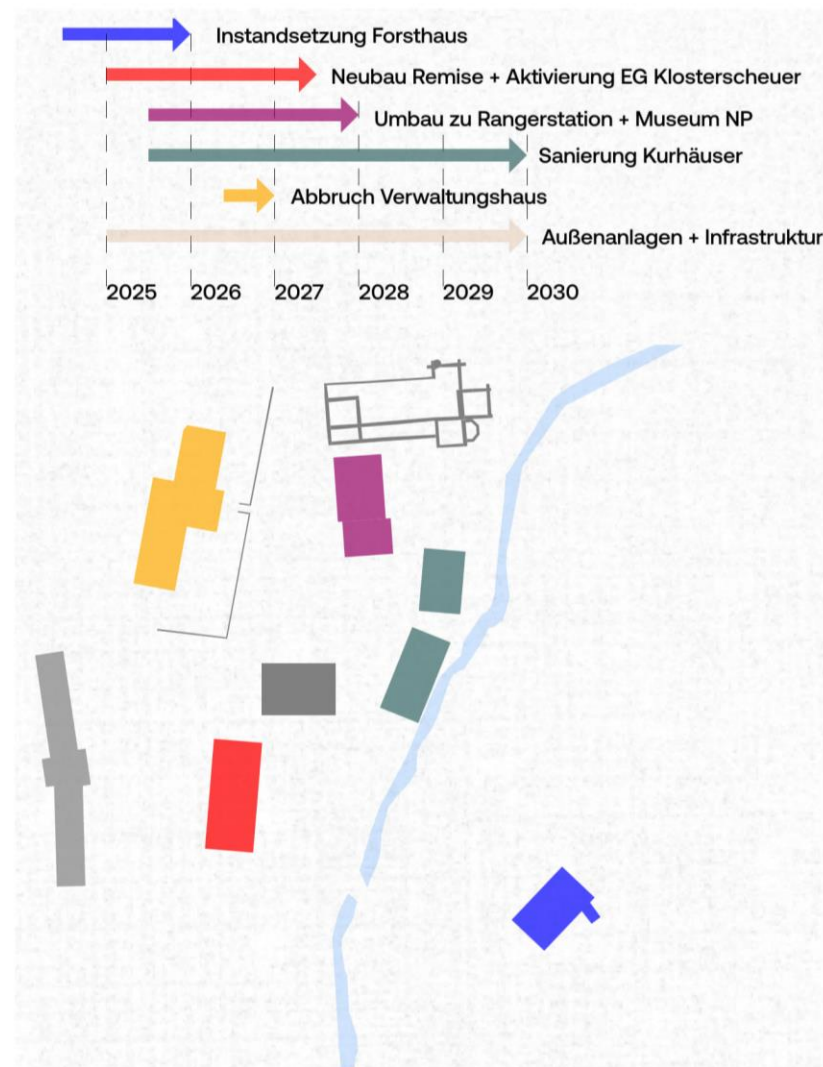 Instandsetzung Forsthaus
Neubau Remise + Aktivierung EG Klosterscheuer
Umbau zu Rangerstation + Museum NP
Sanierung Kurhäuser
Abbruch Verwaltungshaus
Außenanlagen + Infrastruktur
2025 2026 2027 2028 2029 2030